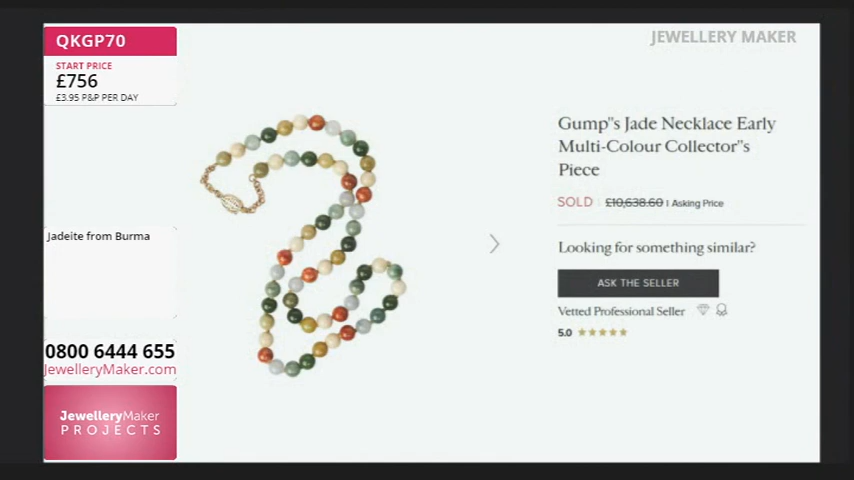 QKGP70
START PRICE
£756
£3.95 P&P PER DAY
Jadeite from Burma
0800 6444 655
JewelleryMaker.com
JewelleryMaker
PROJECTS
JEWELLERY MAKER
Gump"s Jade Necklace Early
Multi-Colour Collector"s
Piece
SOLD £10,638.60 | Asking Price
Looking for something similar?
ASK THE SELLER
Vetted Professional Seller
5.0